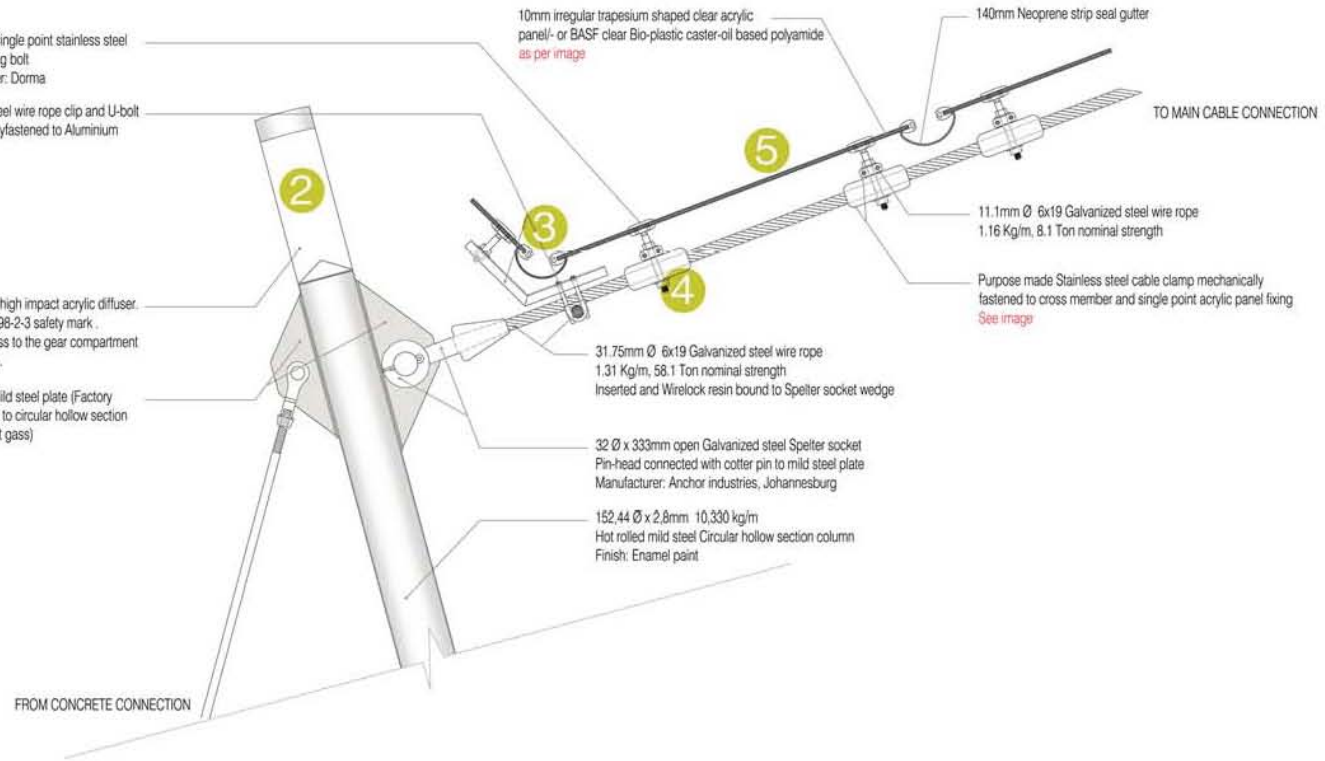 ingle point stainless steel
g bolt
er: Dorma
eel wire rope clip and U-bolt
yfastened to Aluminium
10mm irregular trapesium shaped clear acrylic
panel/- or BASF clear Bio-plastic caster-oil based polyamide
as per image
140mm Neoprene strip seal gutter
TO MAIN CABLE CONNECTION
2
3
4
5
11.1mm Ø 6x19 Galvanized steel wire rope
1.16 Kg/m, 8.1 Ton nominal strength
Purpose made Stainless steel cable clamp mechanically
fastened to cross member and single point acrylic panel fixing
See image
high impact acrylic diffuser.
98-2-3 safety mark .
ss to the gear compartment
.
ild steel plate (Factory
to circular hollow section
t gass)
31.75mm Ø 6x19 Galvanized steel wire rope
1.31 Kg/m, 58.1 Ton nominal strength
Inserted and Wirelock resin bound to Spelter socket wedge
32 Ø x 333mm open Galvanized steel Spelter socket
Pin-head connected with cotter pin to mild steel plate
Manufacturer: Anchor industries, Johannesburg
152,44 Ø x 2,8mm 10,330 kg/m
Hot rolled mild steel Circular hollow section column
Finish: Enamel paint
FROM CONCRETE CONNECTION